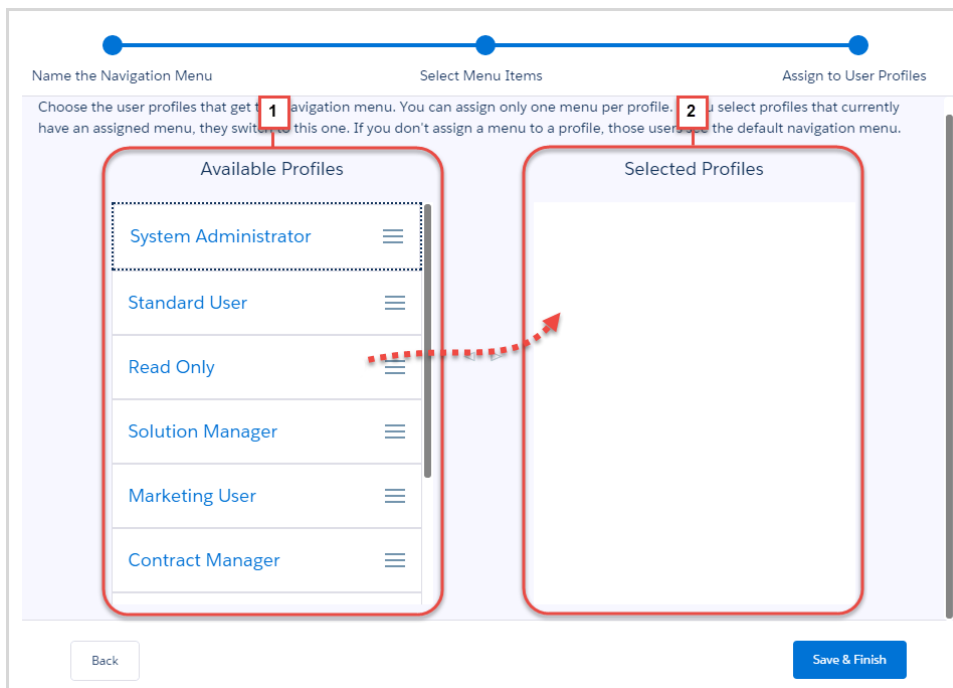 Name the Navigation Menu
Select Menu Items
Assign to User Profiles
Choose the user profiles that get avigation menu. You can assign only one menu per profile. u select profiles that currently
1
2
have an assigned menu, they switch to this one. If you don't assign a menu to a profile, those users see the default navigation menu.
Available Profiles
Selected Profiles
System Administrator
Standard User
Read Only
Solution Manager
Marketing User
Contract Manager
Back
Save & Finish